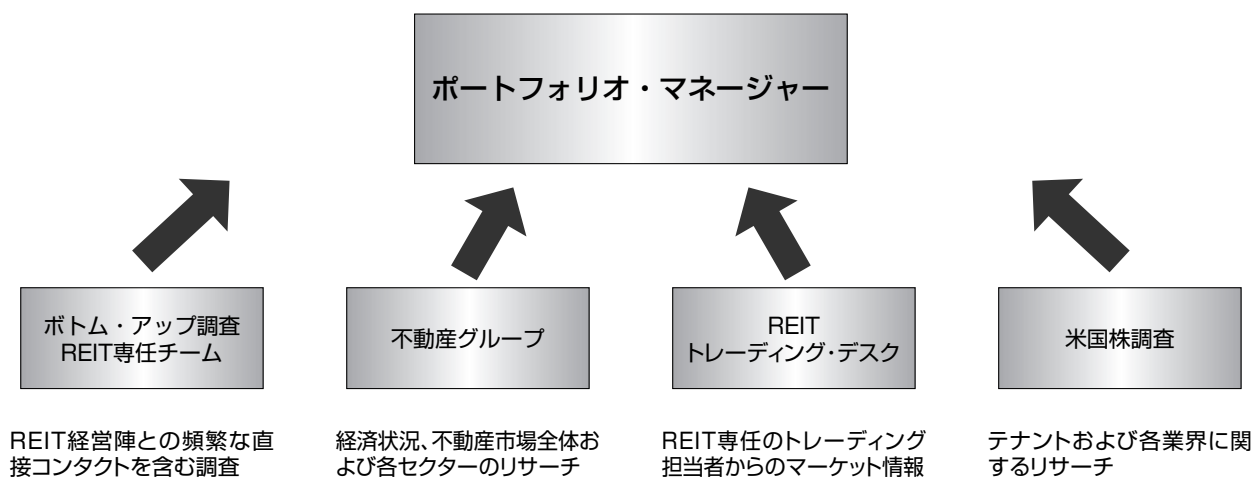 ポートフォリオ・マネージャー
ボトム・アップ調査
REIT専任チーム
不動産グループ
REIT
トレーディング・デスク
米国株調査
REIT経営陣との頻繁な直
接コンタクトを含む調査
経済状況、不動産市場全体お
よび各セクターのリサーチ
REIT専任のトレーディング
担当者からのマーケット情報
テナントおよび各業界に関
するリサーチ